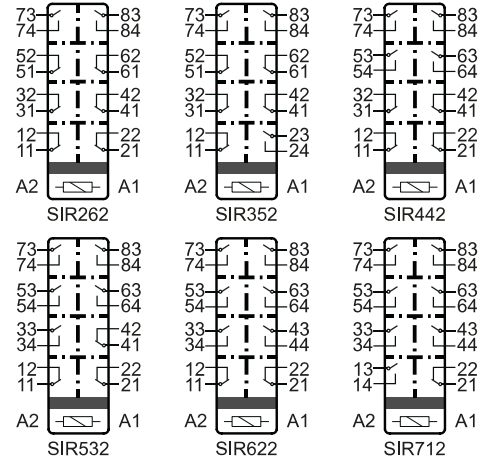 73 83 73 83 73 83
74 84 74 84 74 84
52 62 52 62 53 63
51 61 51 61 54 64
32 42 32 42 32 42
31 41 31 41 31 41
12 22 12 23 12 22
11 21 11 24 11 21
A2 A1 A2 A1 A2 A1
SIR262 SIR352 SIR442
73 83 73 83 73 83
74 84 74 84 74 84
53 63 53 63 53 63
54 64 54 64 54 64
33 42 33 43 33 43
34 41 34 44 34 44
12 22 12 22 13 22
11 21 11 21 14 21
A2 A1 A2 A1 A2 A1
SIR532 SIR622 SIR712